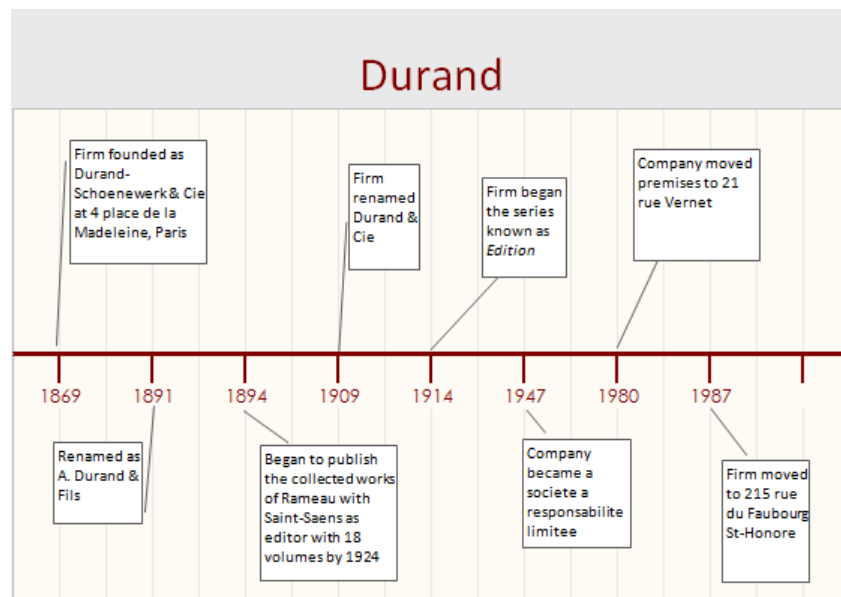 Durand
Firm founded as
Durand-
Schoenewerk & Cie
at 4 place de la
Madeleine, Paris
Firm
renamed
Durand &
Cie
Firm began
the series
known as
Edition
Company moved
premises to 21
rue Vernet
1869
1891
1894
1909
1914
1947
1980
1987
Renamed as
A. Durand &
Fils
Began to publish
the collected works
of Rameau with
Saint-Saens as
editor with 18
volumes by 1924
Company
became a
societe a
responsabilite
limitee
Firm moved
to 215 rue
du Faubourg
St-Honore